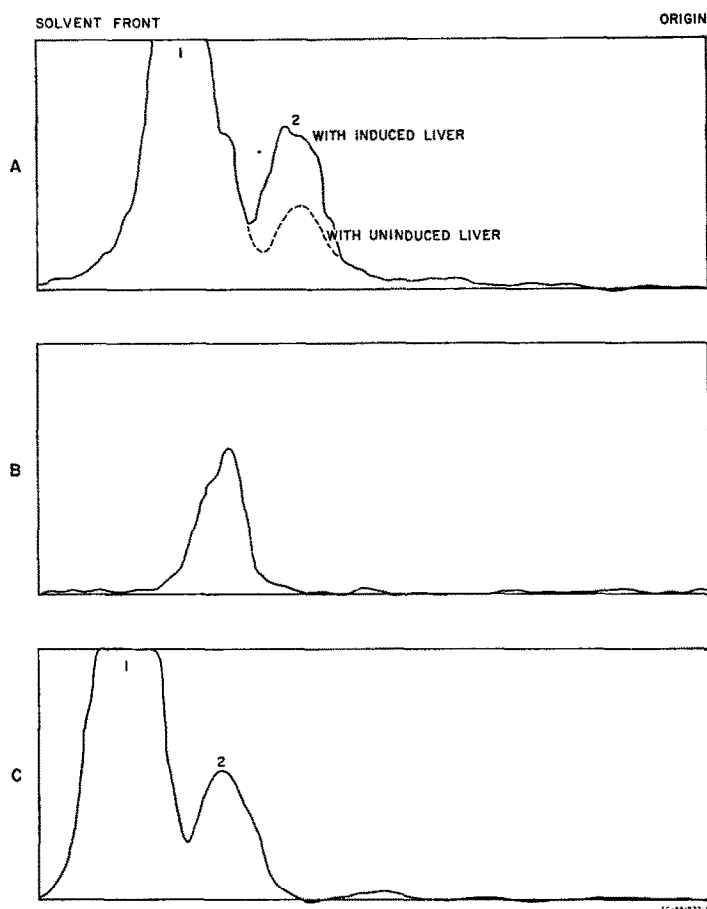 SOLVENT FRONT ORIGIN
1
2
WITH INDUCED LIVER
A
WITH UNINDUCED LIVER
B
1
2
C